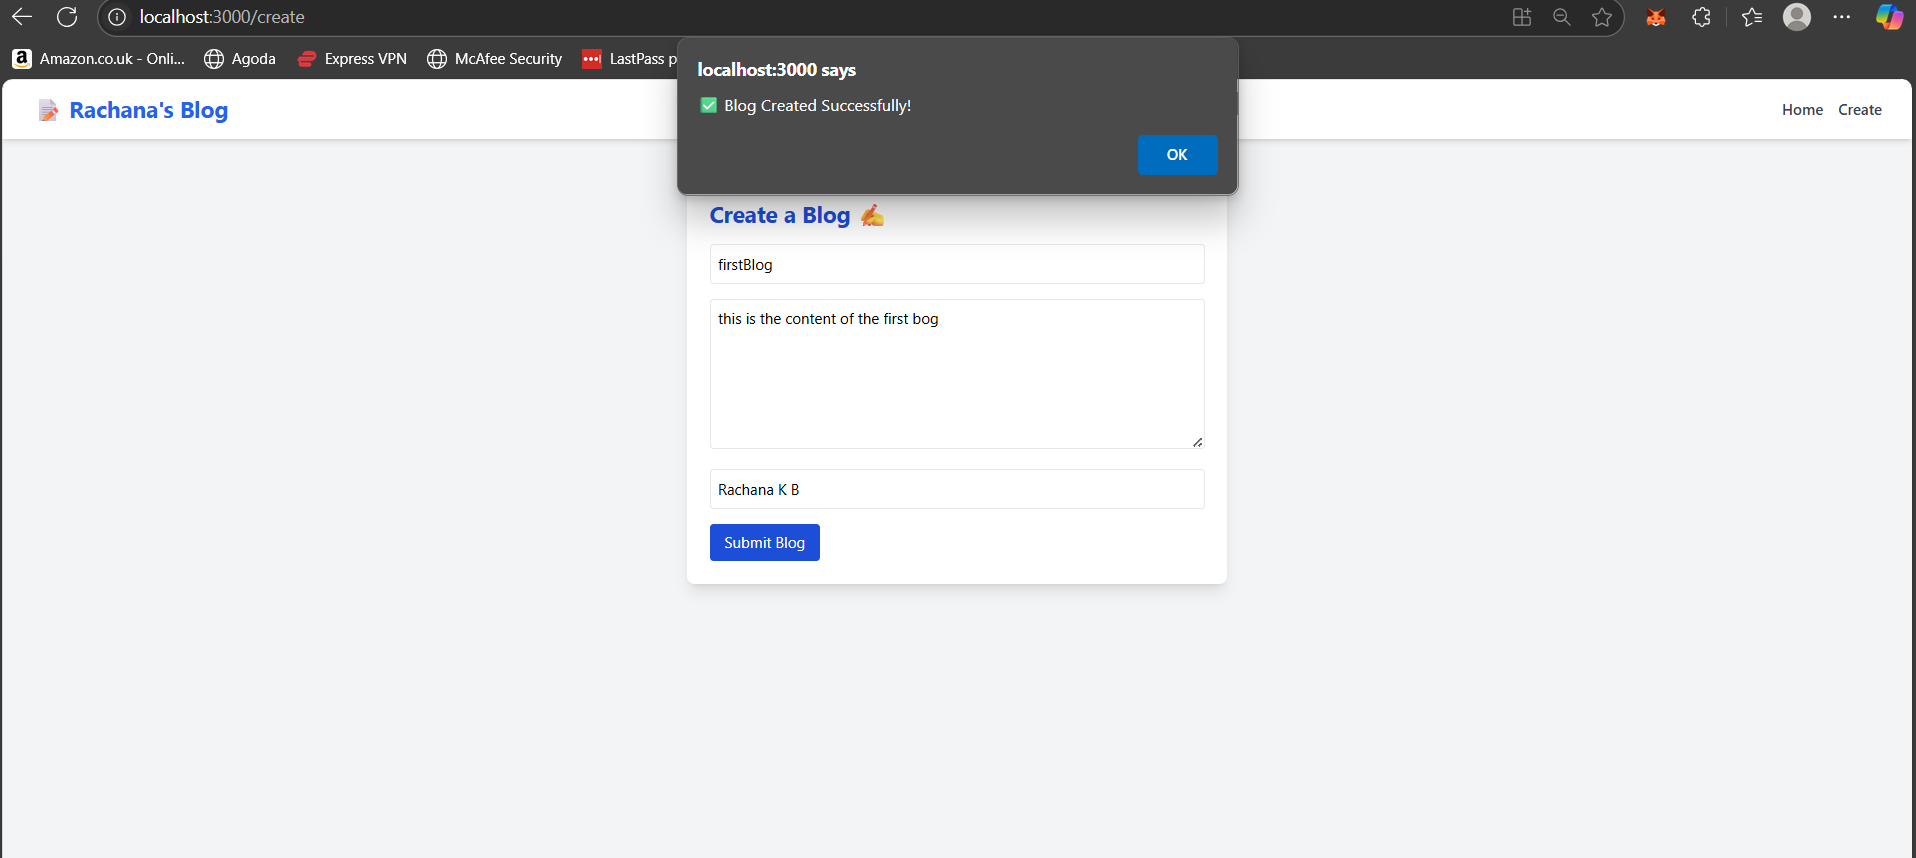 localhost:3000/create
Amazon.co.uk - Onli... Agoda Express VPN McAfee Security LastPass p
localhost:3000 says
✅ Blog Created Successfully!
OK
📝 Rachana's Blog Home Create
Create a Blog ✍️
firstBlog
this is the content of the first bog
Rachana K B
Submit Blog